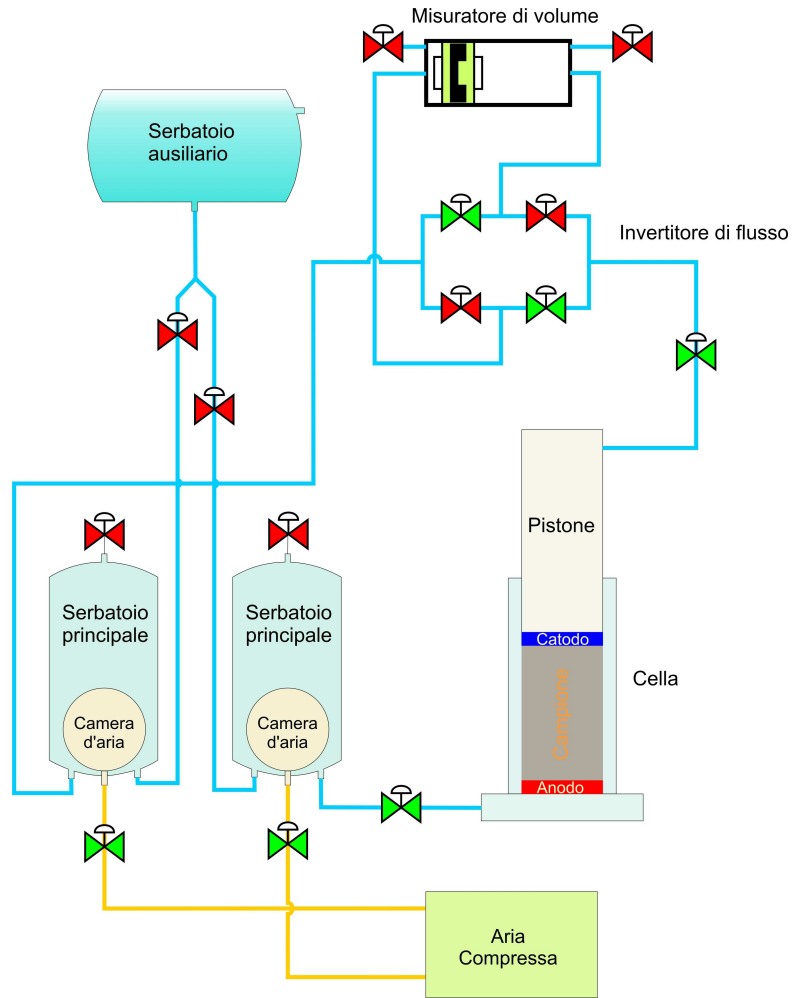 Misuratore di volume
Serbatoio
ausiliario
Invertitore di flusso
Pistone
Serbatoio
principale
Serbatoio
principale
Catodo
Cella
Campione
Camera
d'aria
Camera
d'aria
Anodo
Aria
Compressa